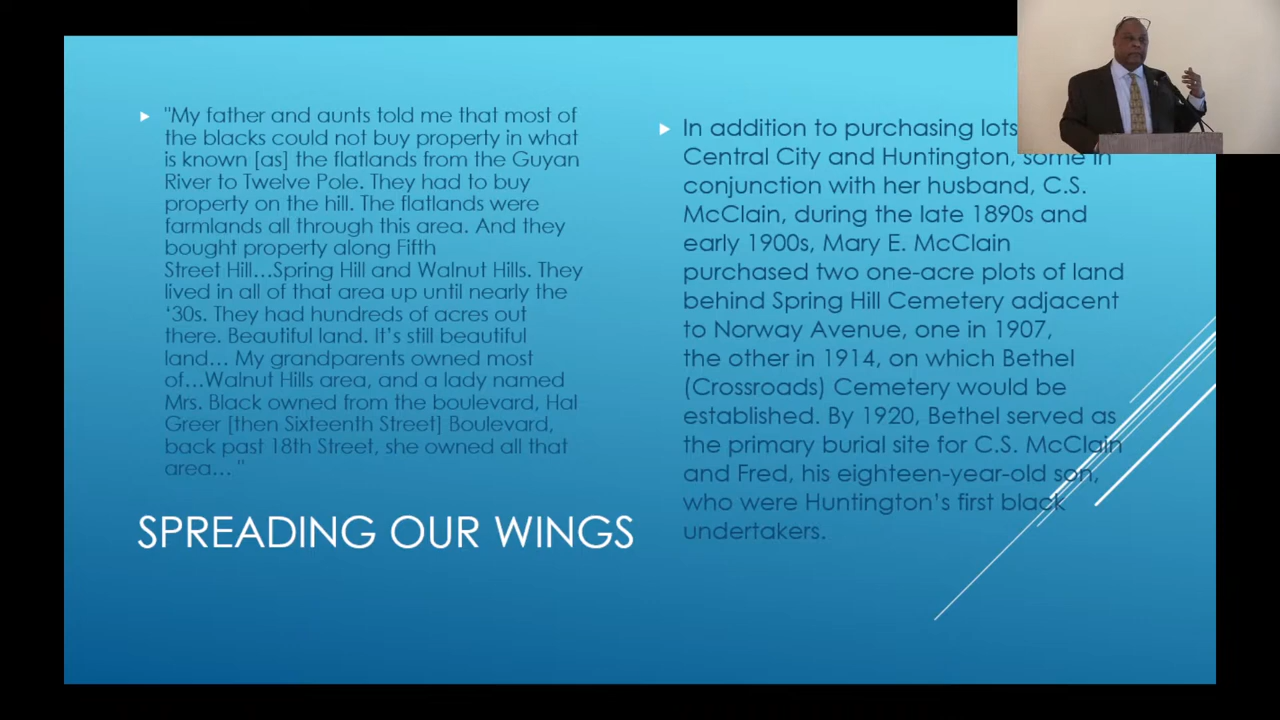 "My father and aunts told me that most of
the blacks could not buy property in what
is known [as] the flatlands from the Guyan
River to Twelve Pole. They had to buy
property on the hill. The flatlands were
farmlands all through this area. And they
bought property along Fifth
Street Hill…Spring Hill and Walnut Hills. They
lived in all of that area up until nearly the
‘30s. They had hundreds of acres out
there. Beautiful land. It’s still beautiful
land… My grandparents owned most
of…Walnut Hills area, and a lady named
Mrs. Black owned from the boulevard, Hal
Greer [then Sixteenth Street] Boulevard,
back past 18th Street, she owned all that
area… "
SPREADING OUR WINGS
In addition to purchasing lots
Central City and Huntington, some in
conjunction with her husband, C.S.
McClain, during the late 1890s and
early 1900s, Mary E. McClain
purchased two one-acre plots of land
behind Spring Hill Cemetery adjacent
to Norway Avenue, one in 1907,
the other in 1914, on which Bethel
(Crossroads) Cemetery would be
established. By 1920, Bethel served as
the primary burial site for C.S. McClain
and Fred, his eighteen-year-old son,
who were Huntington’s first black
undertakers.